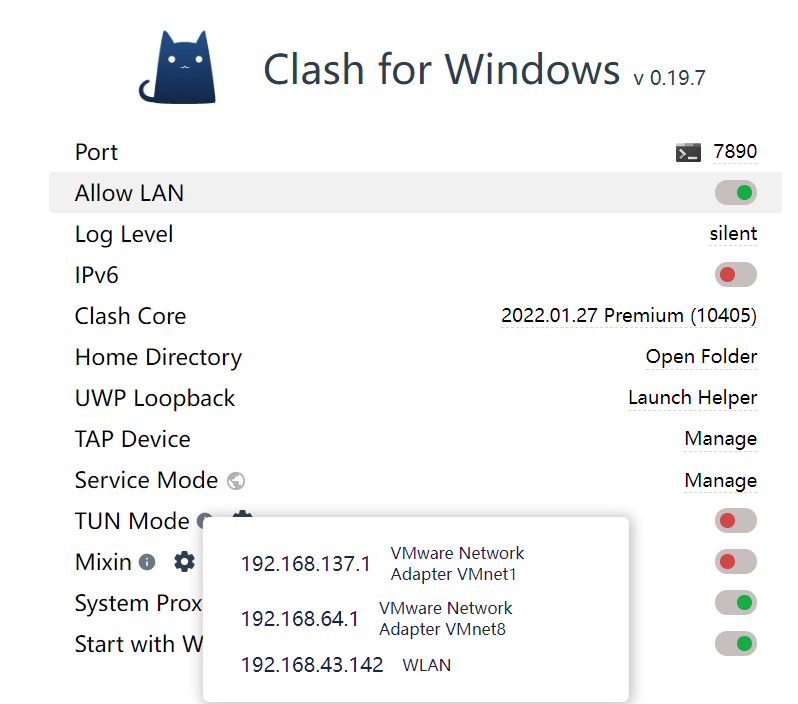 Clash for Windows v 0.19.7
Port 7890
Allow LAN
Log Level silent
IPv6
Clash Core 2022.01.27 Premium (10405)
Home Directory Open Folder
UWP Loopback Launch Helper
TAP Device Manage
Service Mode Manage
TUN Mode
Mixin
System Prox
Start with W
192.168.137.1 VMware Network
Adapter VMnet1
192.168.64.1 VMware Network
Adapter VMnet8
192.168.43.142 WLAN